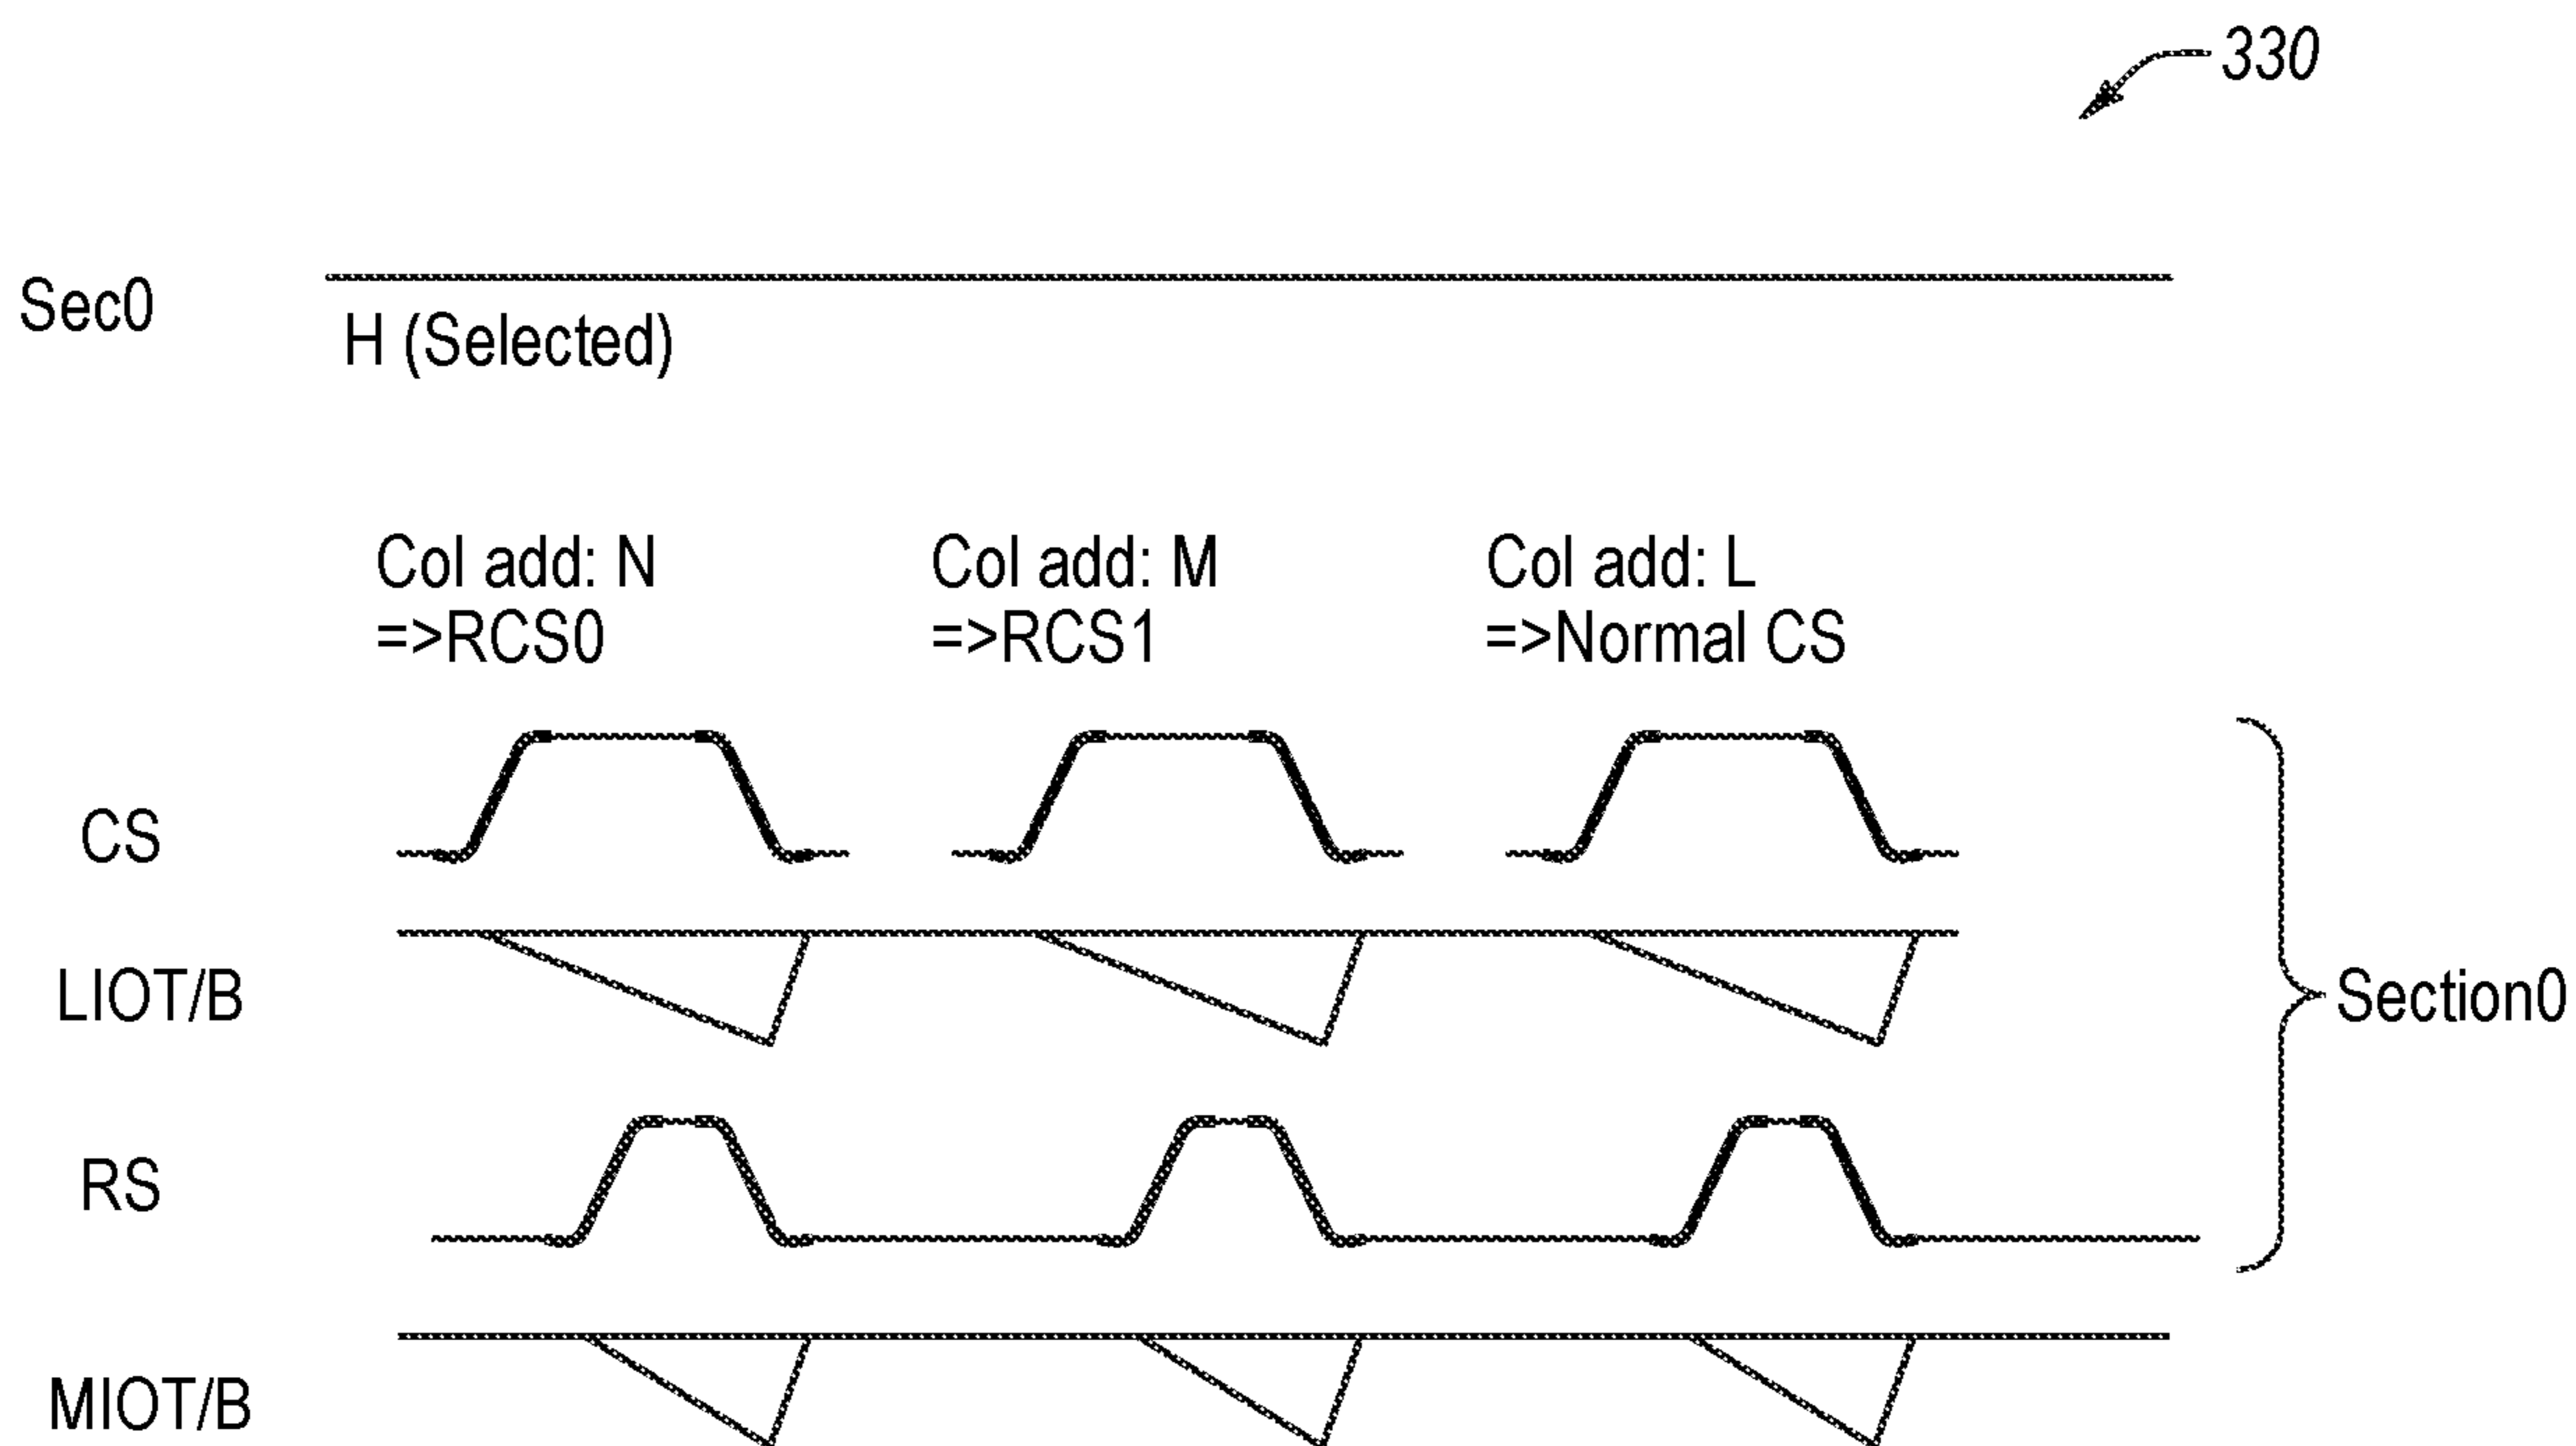 330
Sec0
H (Selected)
Col add: N
=>RCS0
Col add: M
=>RCS1
Col add: L
=>Normal CS
CS
LIOT/B
Section0
RS
MIOT/B